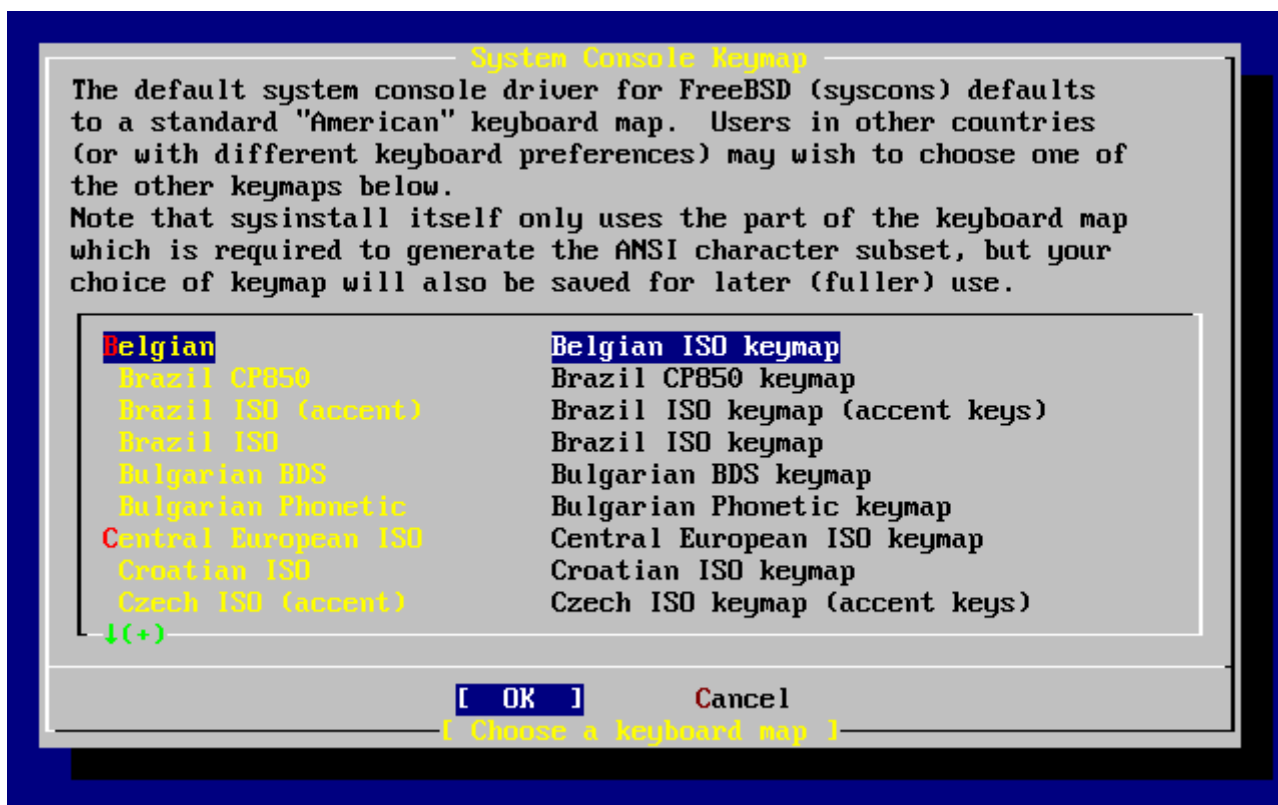 System Console Keymap
The default system console driver for FreeBSD (syscons) defaults
to a standard "American" keyboard map.  Users in other countries
(or with different keyboard preferences) may wish to choose one of
the other keymaps below.
Note that sysinstall itself only uses the part of the keyboard map
which is required to generate the ANSI character subset, but your
choice of keymap will also be saved for later (fuller) use.
Belgian Belgian ISO keymap
Brazil CP850 Brazil CP850 keymap
Brazil ISO (accent) Brazil ISO keymap (accent keys)
Brazil ISO Brazil ISO keymap
Bulgarian BDS Bulgarian BDS keymap
Bulgarian Phonetic Bulgarian Phonetic keymap
Central European ISO Central European ISO keymap
Croatian ISO Croatian ISO keymap
Czech ISO (accent) Czech ISO keymap (accent keys)
↓(+)
[ OK ] Cancel
[ Choose a keyboard map ]